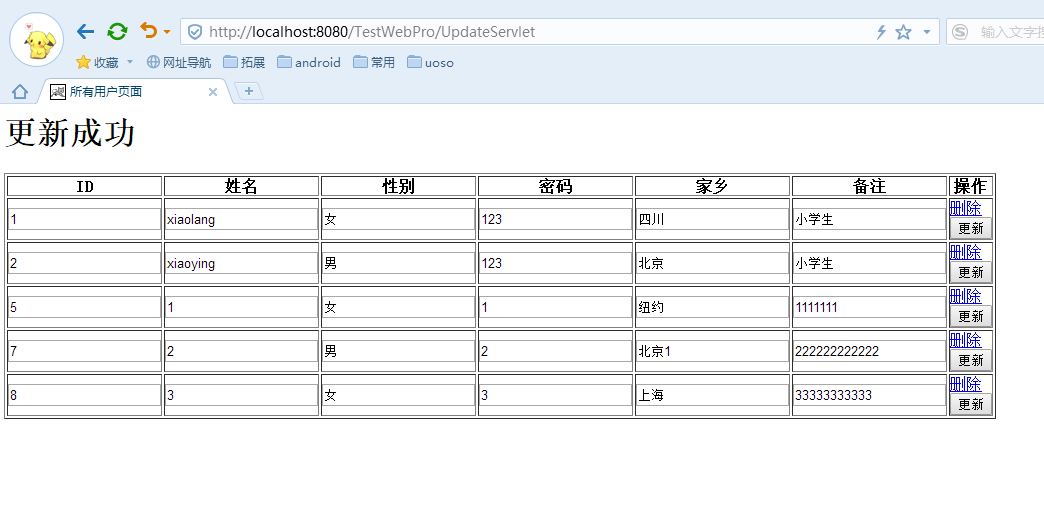 http://localhost:8080/TestWebPro/UpdateServlet
输入文字搜
收藏 网址导航 拓展 android 常用 uoso
所有用户页面
更新成功
ID 姓名 性别 密码 家乡 备注 操作
1 xiaolang 女 123 四川 小学生 删除
更新
2 xiaoying 男 123 北京 小学生 删除
更新
5 1 女 1 纽约 1111111 删除
更新
7 2 男 2 北京1 222222222222 删除
更新
8 3 女 3 上海 33333333333 删除
更新